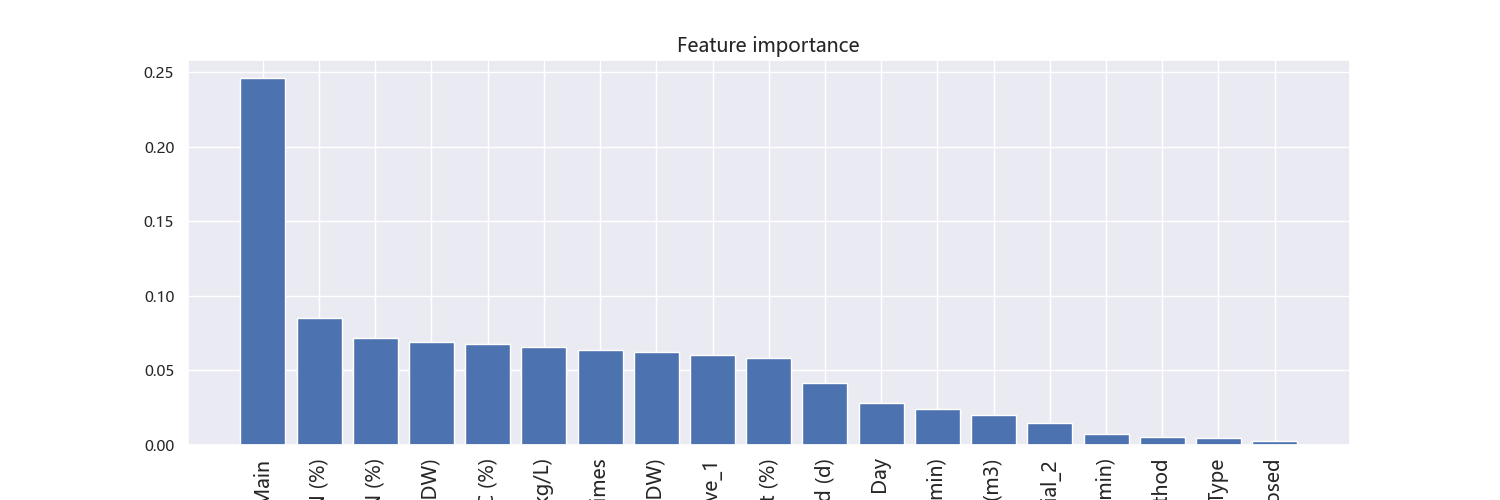 Feature importance
0.25
0.20
0.15
0.10
0.05
0.00
Main
(%)
(%)
DW)
(%)
kg/L)
imes
DW)
ve_1
t (%)
d (d)
Day
min)
(m3)
ial_2
min)
thod
Type
osed